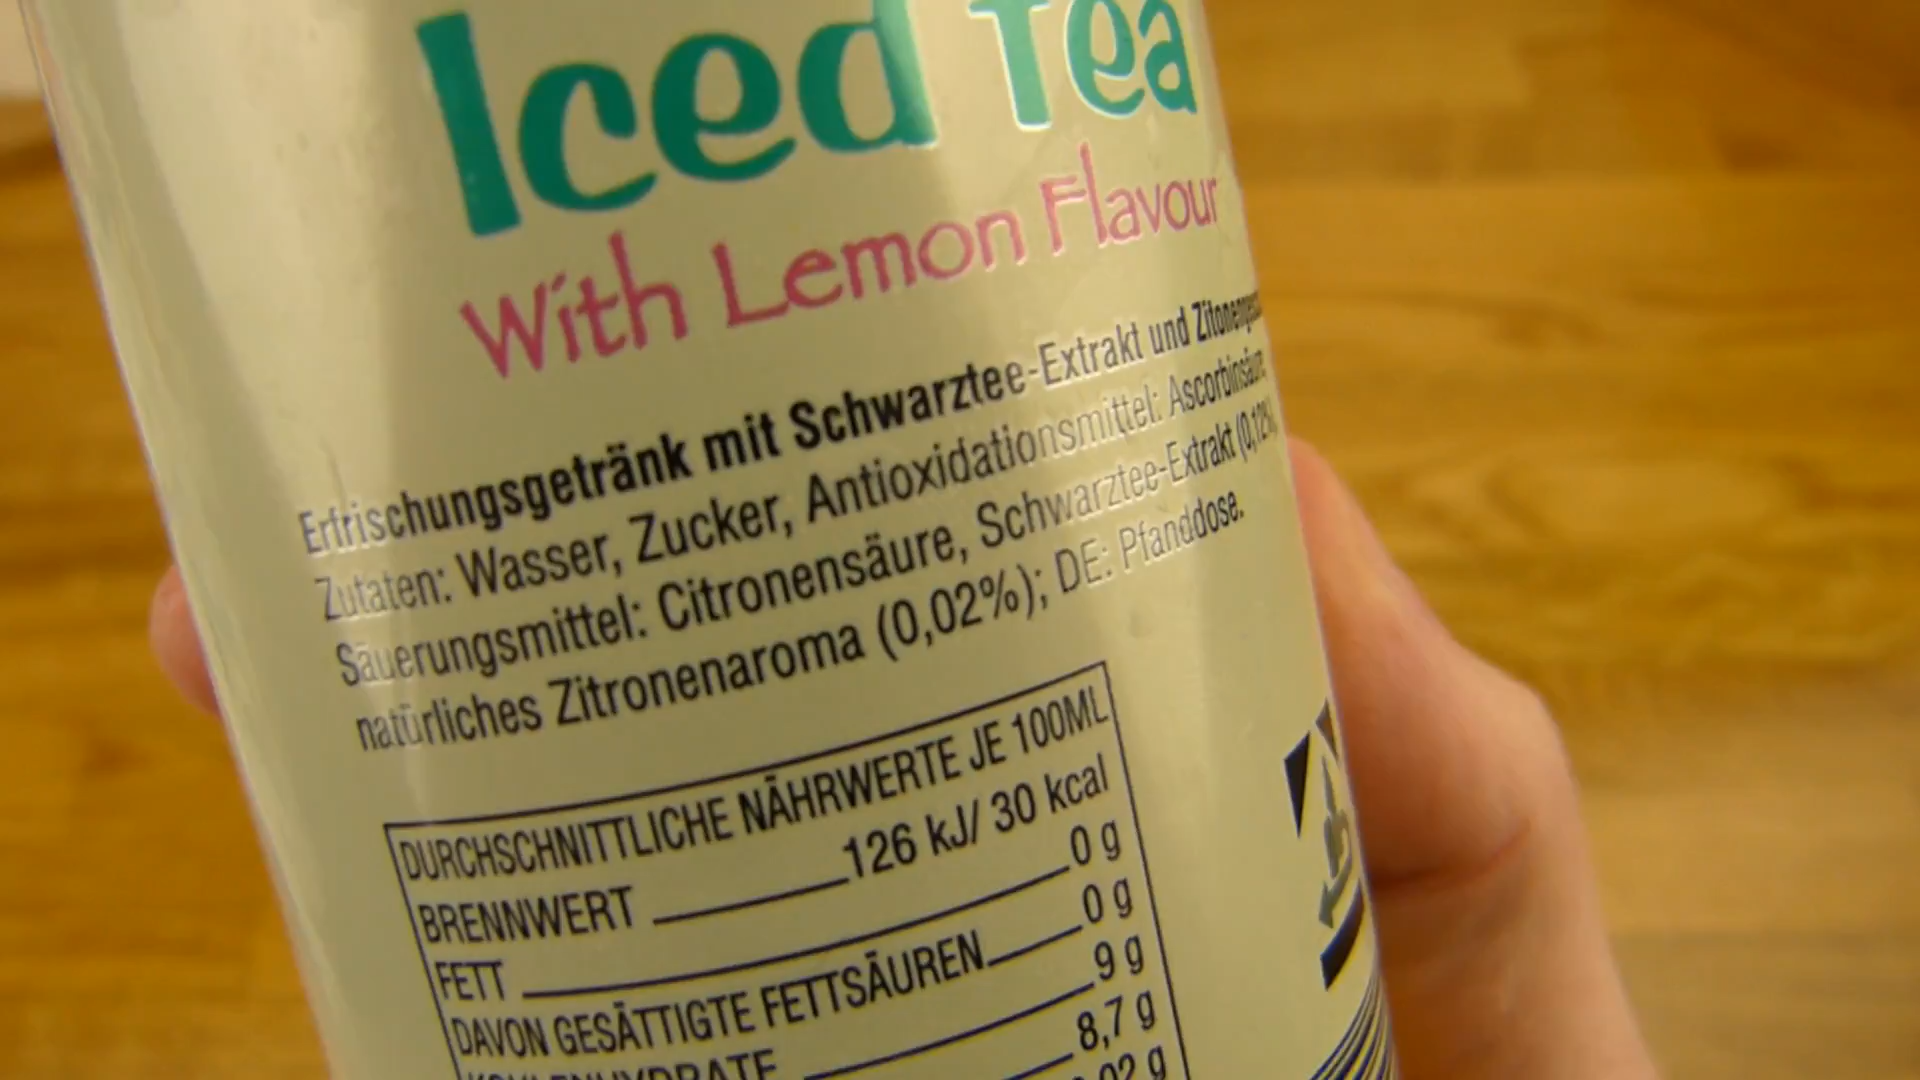 Iced Tea
With Lemon Flavour
Erfrischungsgetränk mit Schwarztee-Extrakt und
Zutaten: Wasser, Zucker, Antioxidationsmittel: Ascorbinsäure,
Säuerungsmittel: Citronensäure, Schwarztee-Extrakt (0,12%),
natürliches Zitronenaroma (0,02%); DE: Pfanddose.
DURCHSCHNITTLICHE NÄHRWERTE JE 100ML
BRENNWERT 126 kJ/ 30 kcal
FETT 0 g
DAVON GESÄTTIGTE FETTSÄUREN 0 g
KOHLENHYDRATE 9 g
8,7 g